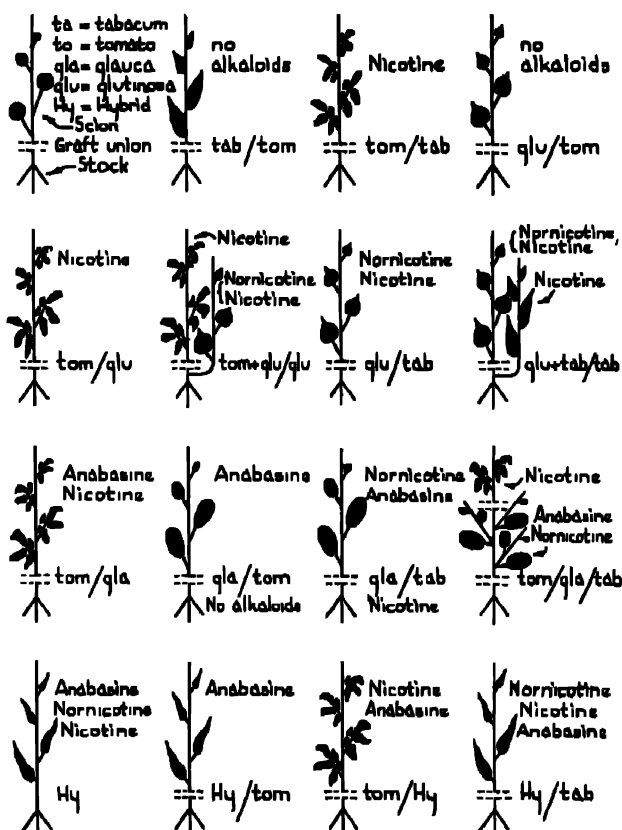 ta = tabacum
to = tomato
gla = glauca
glu = glutinosa
Hy = Hybrid
Scion
Graft union
Stock
no
alkaloids
tab/tom
Nicotine
tom/tab
no
alkaloids
glu/tom
Nicotine
tom/glu
Nicotine
Nornicotine
Nicotine
tom+glu/glu
Nornicotine
Nicotine
glu/tab
Nornicotine,
Nicotine
Nicotine
glu+tab/tab
Anabasine
Nicotine
tom/gla
Anabasine
gla/tom
No alkaloids
Nornicotine
Anabasine
gla/tab
Nicotine
Nicotine
Anabasine
Nornicotine
tom/gla/tab
Anabasine
Nornicotine
Nicotine
Hy
Anabasine
Hy/tom
Nicotine
Anabasine
tom/Hy
Nornicotine
Nicotine
Anabasine
Hy/tab